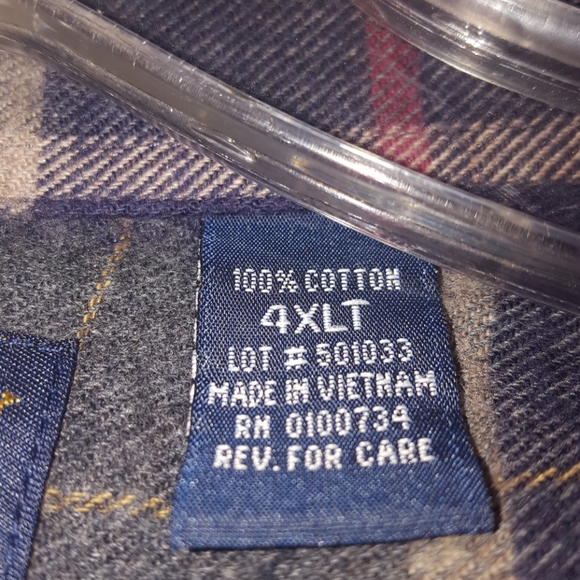 100% COTTON
4XLT
LOT # 501033
MADE IN VIETNAM
RN 0100734
REV. FOR CARE